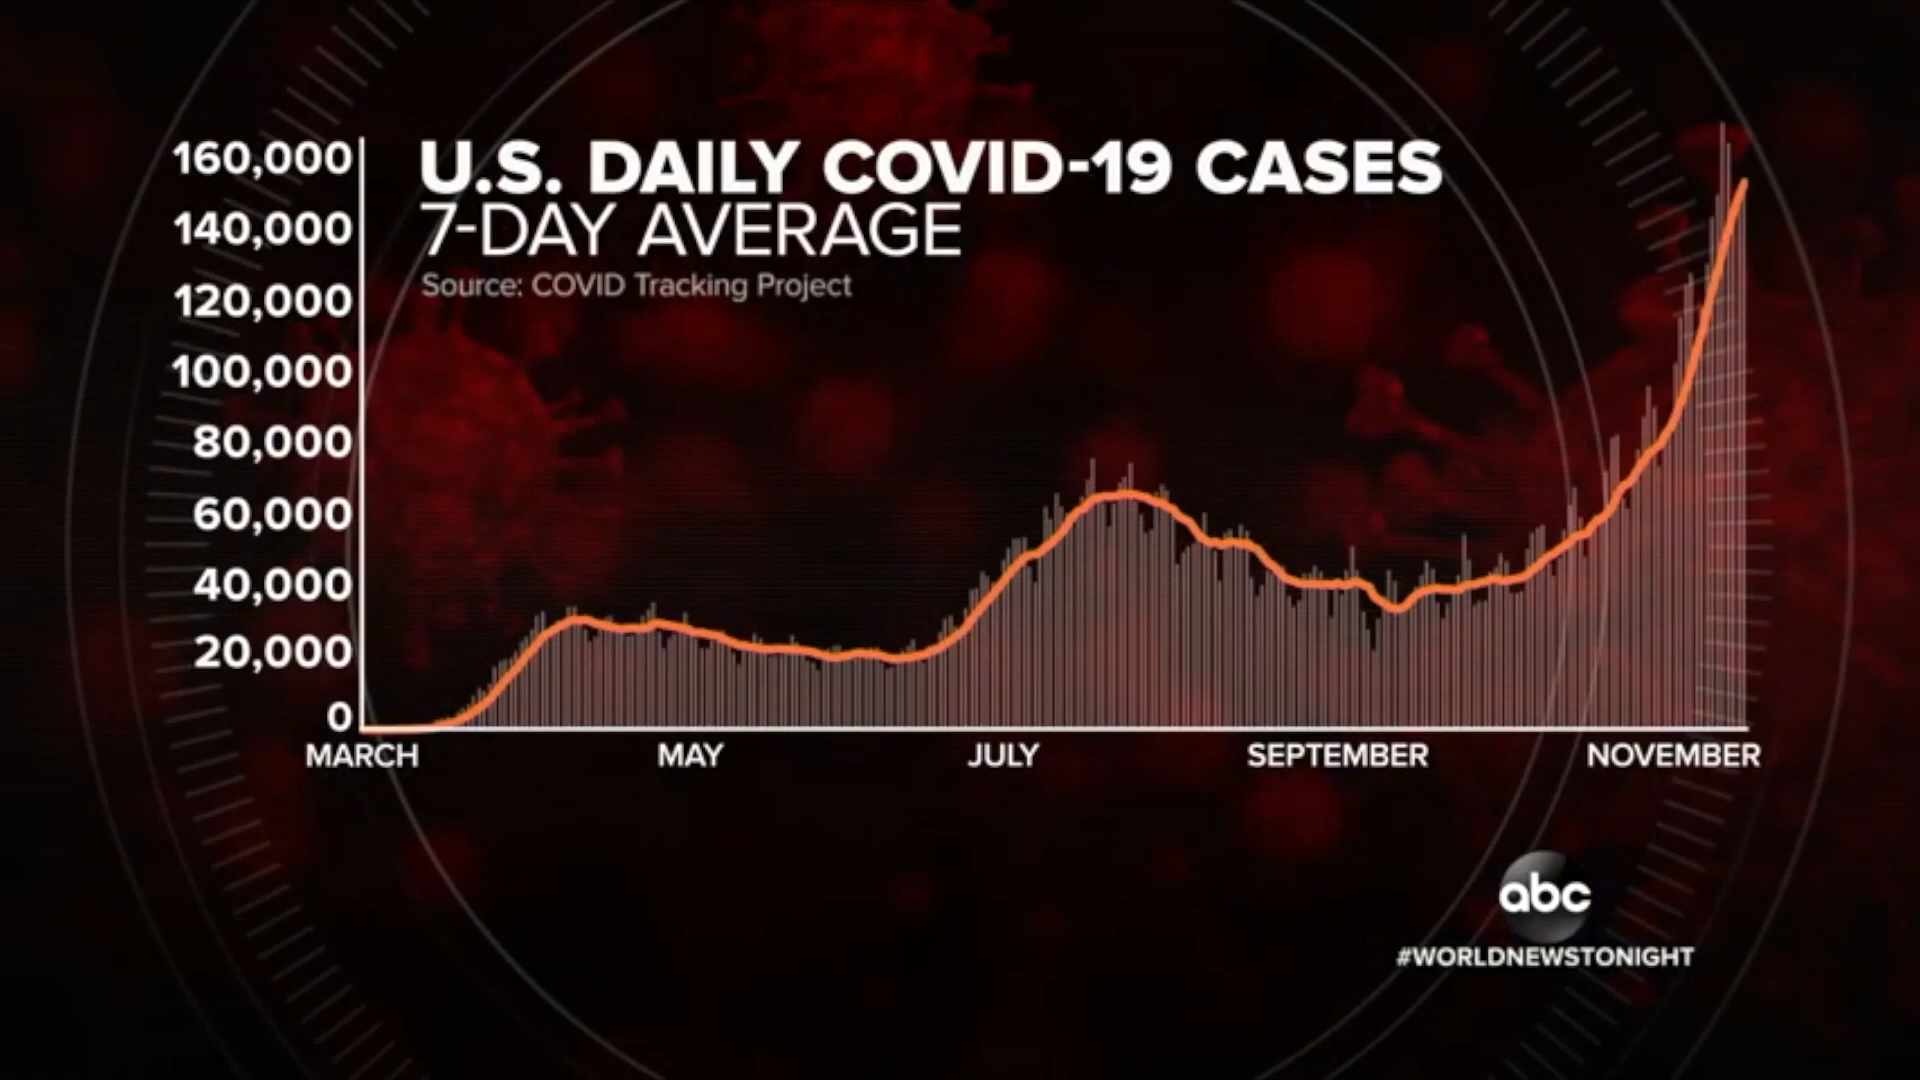 U.S. DAILY COVID-19 CASES
7-DAY AVERAGE
Source: COVID Tracking Project
160,000
140,000
120,000
100,000
80,000
60,000
40,000
20,000
0
MARCH MAY JULY SEPTEMBER NOVEMBER
abc
#WORLDNEWSTONIGHT